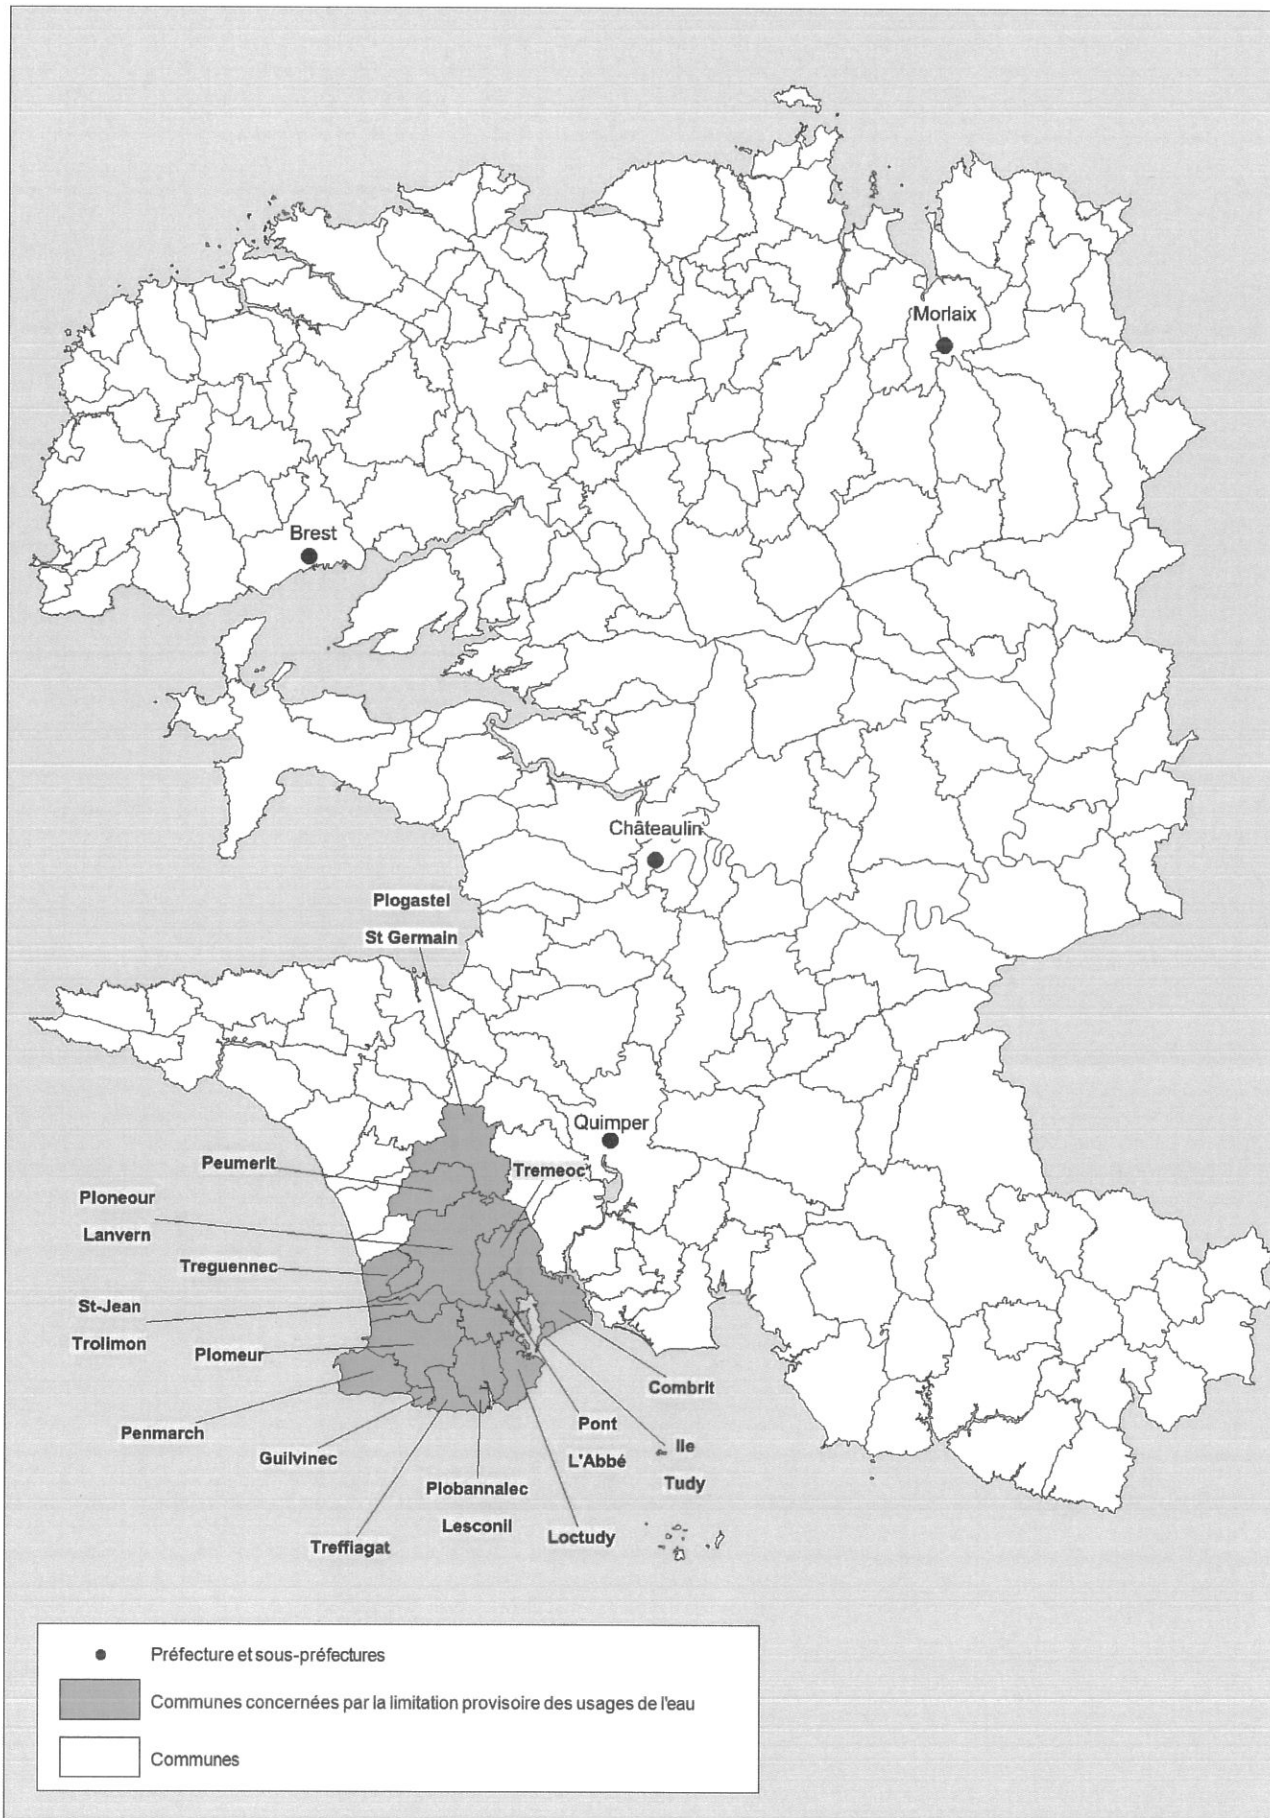 Morlaix
Brest
Châteaulin
Plogastel
St Germain
Quimper
Peumerit
Tremeoc
Ploneour
Lanvern
Treguennec
St-Jean
Trolimon
Plomeur
Combrit
Penmarch
Pont
L'Abbé
Ile
Tudy
Guilvinec
Plobannalec
Lesconil
Loctudy
Treffiagat
Préfecture et sous-préfectures
Communes concernées par la limitation provisoire des usages de l'eau
Communes